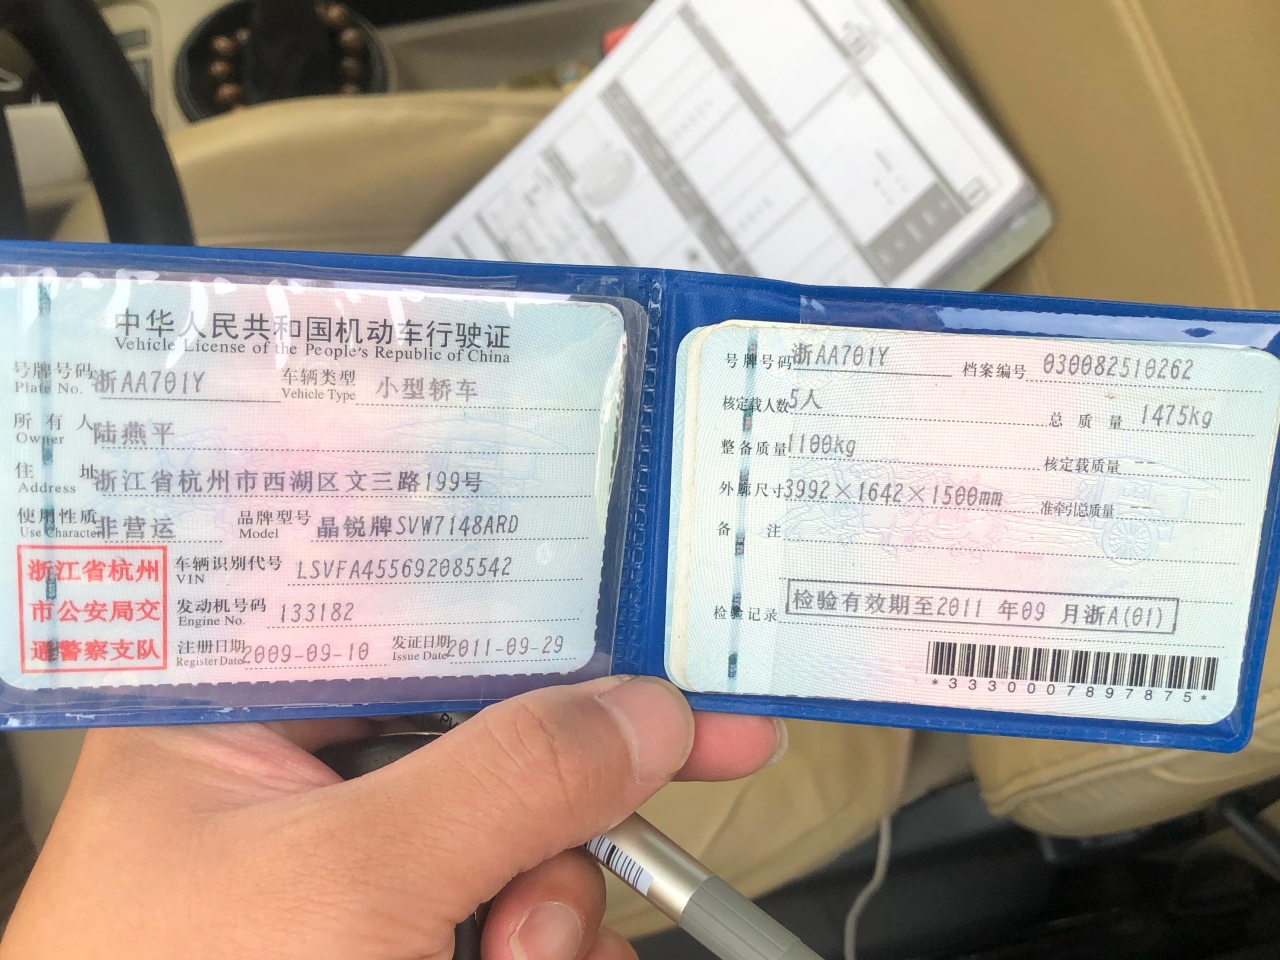 中华人民共和国机动车行驶证
Vehicle License of the People's Republic of China
号牌号码 浙AA701Y 车辆类型 小型轿车
Plate No. Vehicle Type
所有人 陆燕平
Owner
住址 浙江省杭州市西湖区文三路199号
Address
使用性质 非营运 品牌型号 晶锐牌SVW7148ARD
Use Character Model
浙江省杭州
市公安局交
通警察支队
车辆识别代号 LSVFA455692085542
VIN
发动机号码 133182
Engine No.
注册日期 2009-09-10 发证日期 2011-09-29
Register Date Issue Date
号牌号码 浙AA701Y 档案编号 030082510262
核定载人数 5人 总质量 1475kg
整备质量 1100kg 核定载质量 --
外廓尺寸 3992×1642×1500mm 准牵引总质量 --
备注
检验记录 检验有效期至2011 年09 月浙A(01)
*3330007897875*